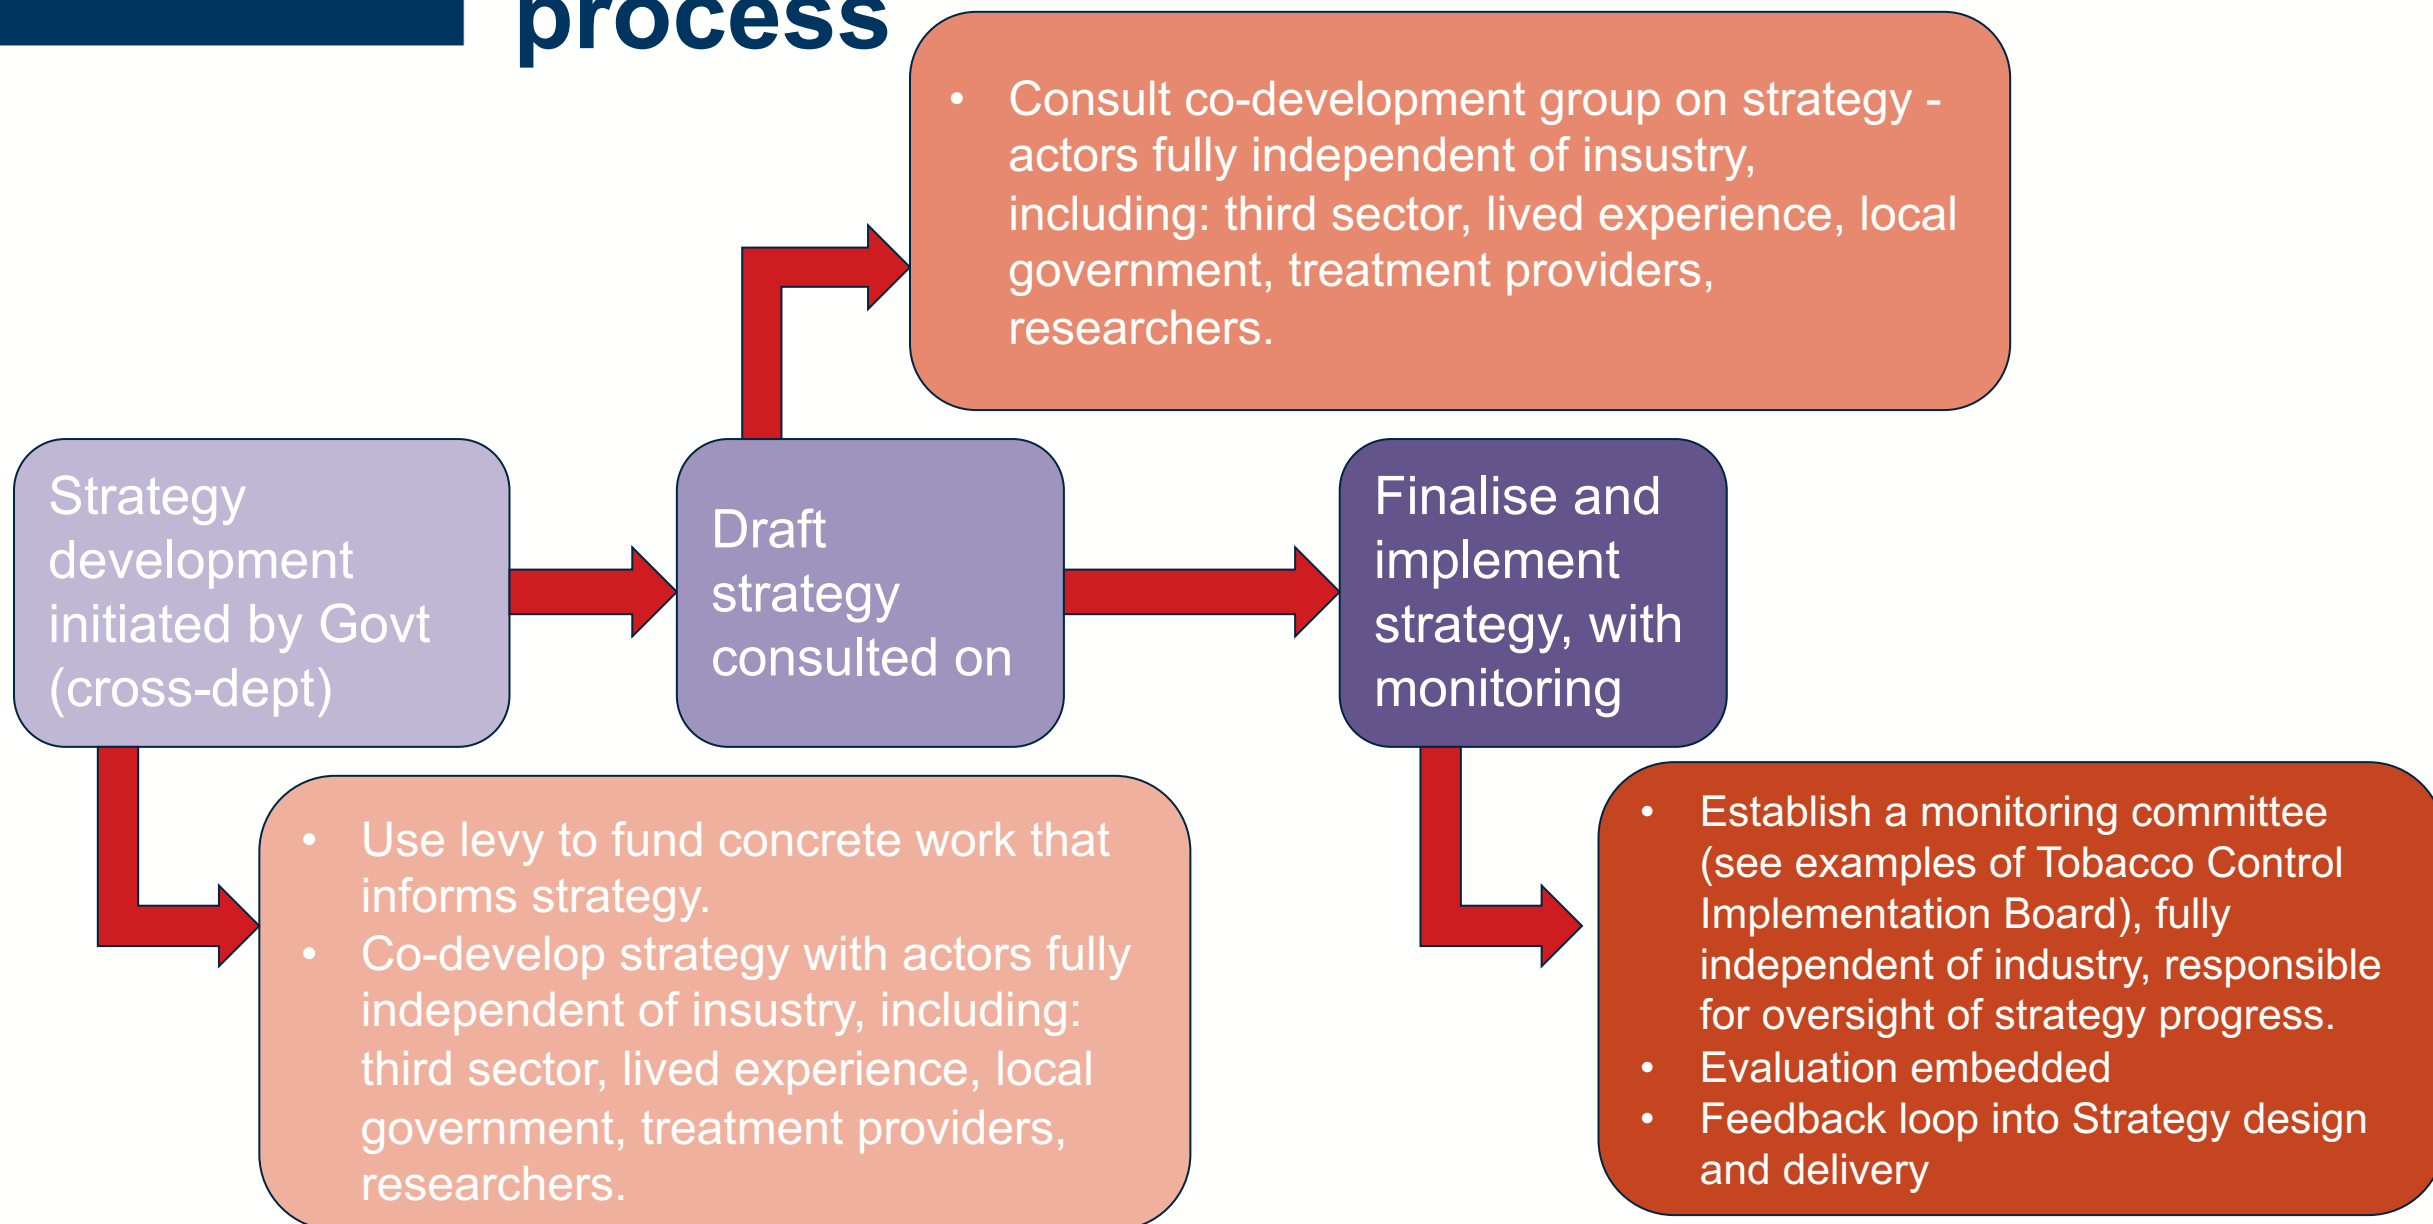 process
• Consult co-development group on strategy -
actors fully independent of insustry,
including: third sector, lived experience, local
government, treatment providers,
researchers.
Strategy
development
initiated by Govt
(cross-dept)
Draft
strategy
consulted on
Finalise and
implement
strategy, with
monitoring
• Use levy to fund concrete work that
informs strategy.
• Co-develop strategy with actors fully
independent of insustry, including:
third sector, lived experience, local
government, treatment providers,
researchers.
• Establish a monitoring committee
(see examples of Tobacco Control
Implementation Board), fully
independent of industry, responsible
for oversight of strategy progress.
• Evaluation embedded
• Feedback loop into Strategy design
and delivery